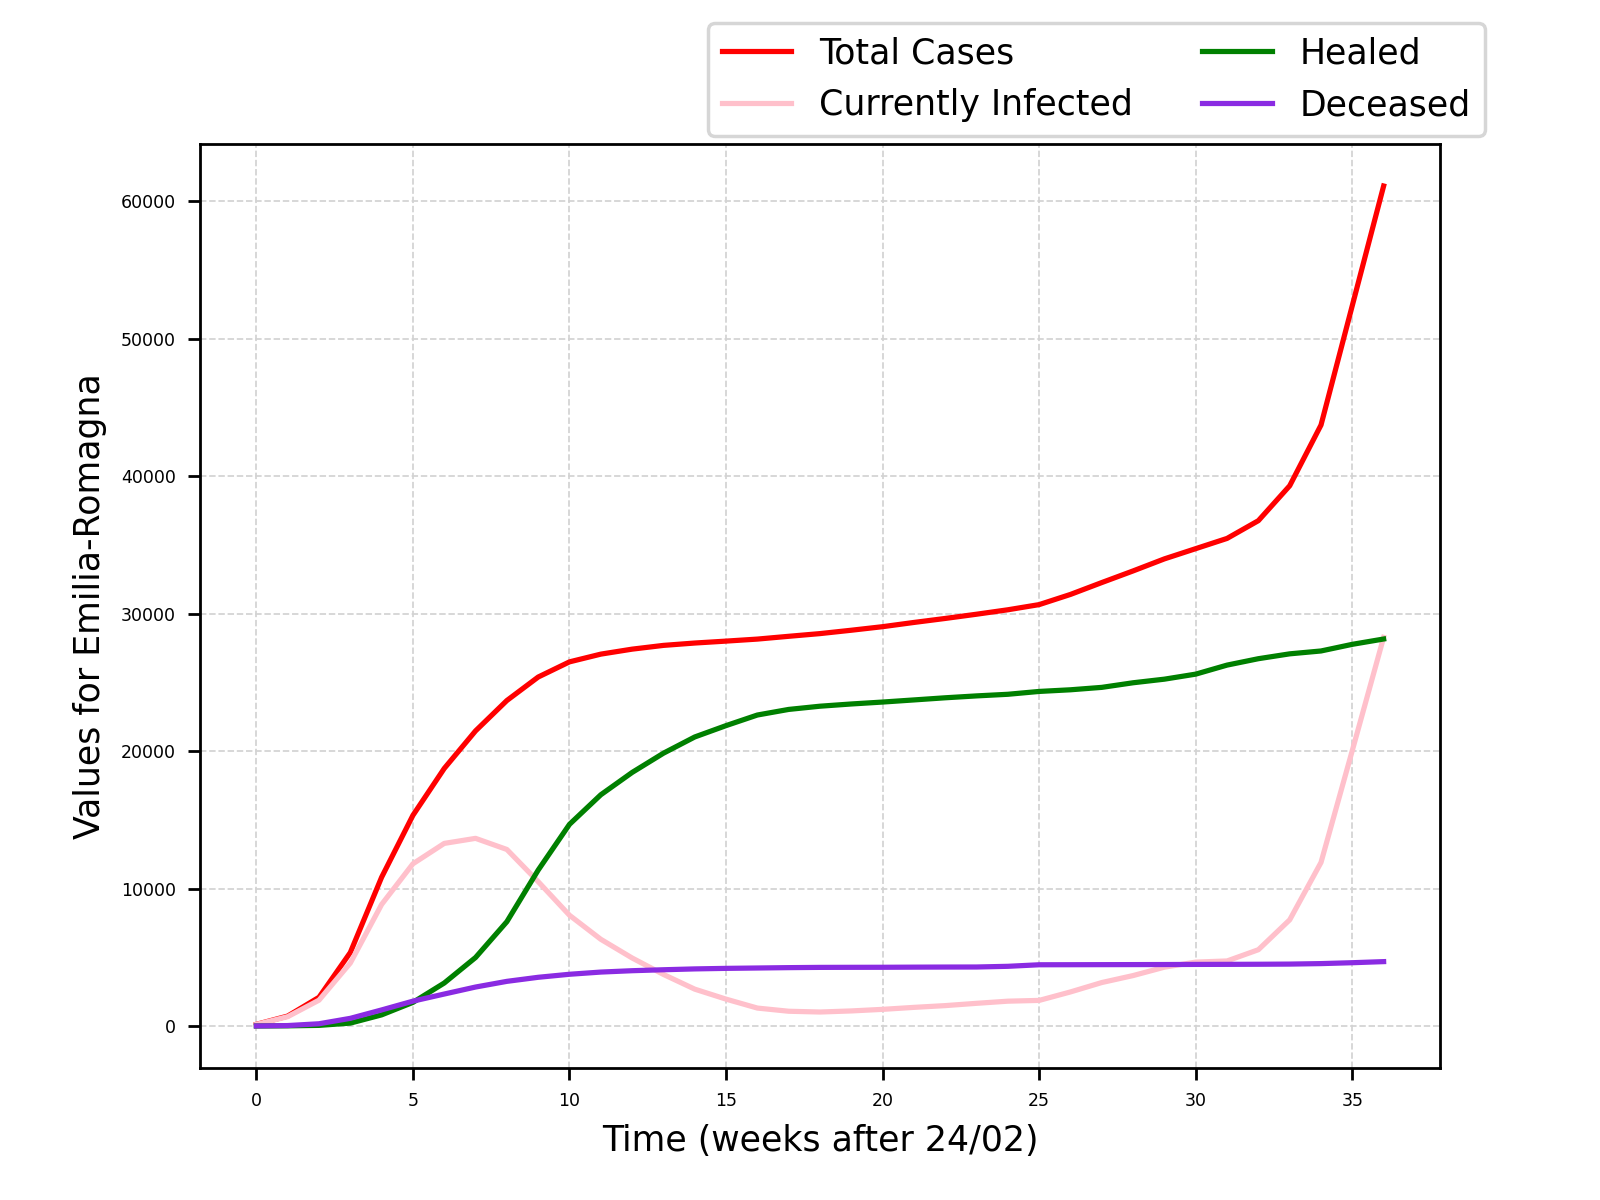 Total Cases
Currently Infected
Healed
Deceased
Values for Emilia-Romagna
60000
50000
40000
30000
20000
10000
0
0 5 10 15 20 25 30 35
Time (weeks after 24/02)